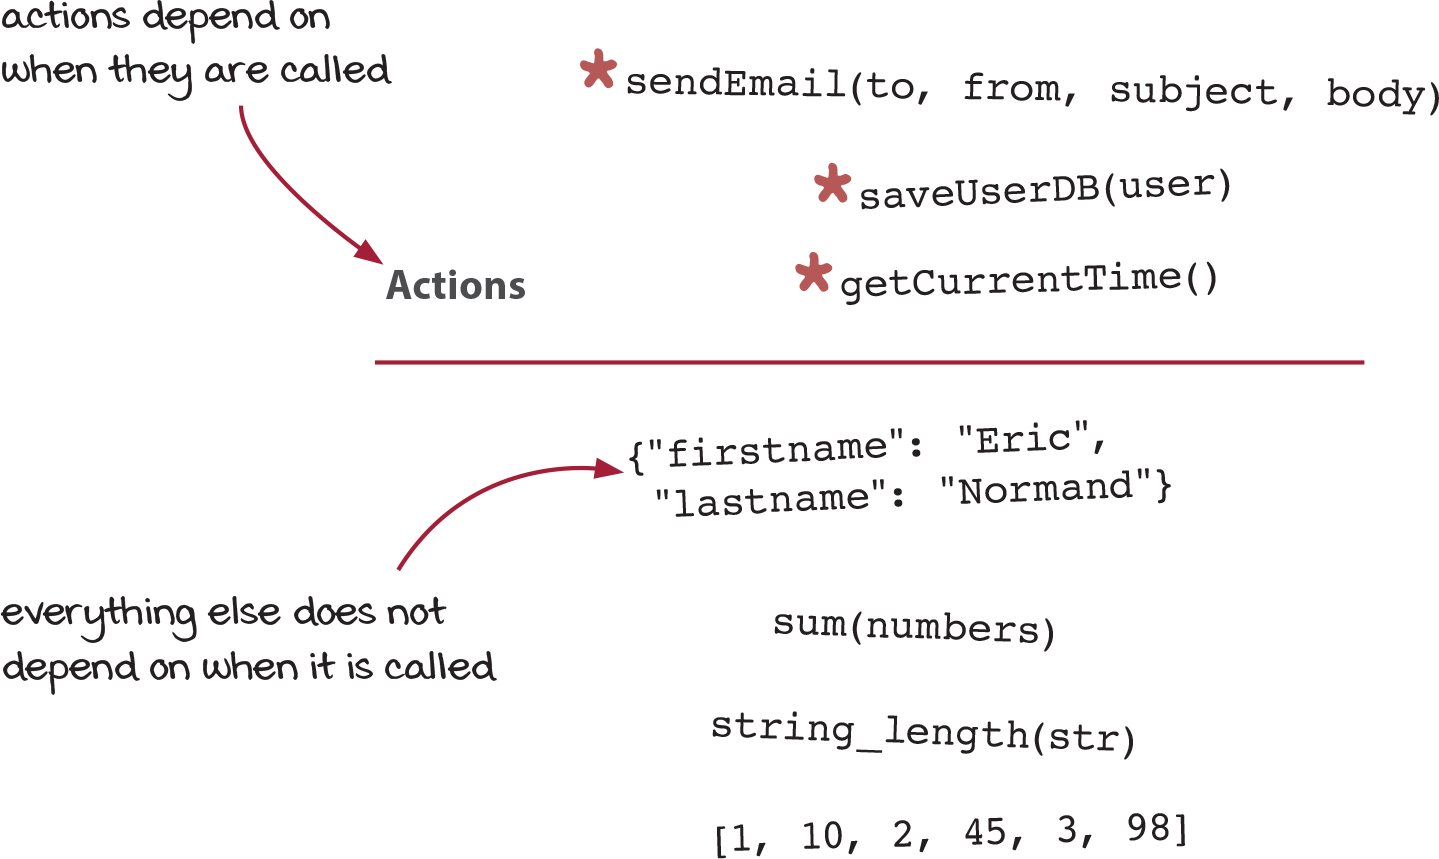 actions depend on
when they are called
*sendEmail(to, from, subject, body)
*saveUserDB(user)
*getCurrentTime()
Actions
{"firstname": "Eric",
"lastname": "Normand"}
everything else does not
depend on when it is called
sum(numbers)
string_length(str)
[1, 10, 2, 45, 3, 98]